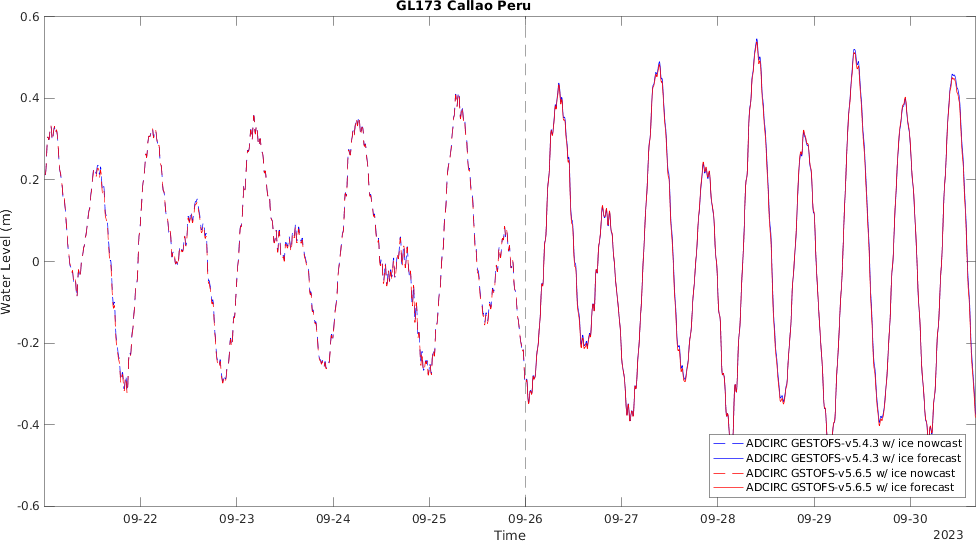 GL173 Callao Peru
0.6
0.4
0.2
0
-0.2
-0.4
-0.6
Water Level (m)
ADCIRC GESTOFS-v5.4.3 w/ ice nowcast
ADCIRC GESTOFS-v5.4.3 w/ ice forecast
ADCIRC GSTOFS-v5.6.5 w/ ice nowcast
ADCIRC GSTOFS-v5.6.5 w/ ice forecast
09-22 09-23 09-24 09-25 09-26 09-27 09-28 09-29 09-30
Time
2023